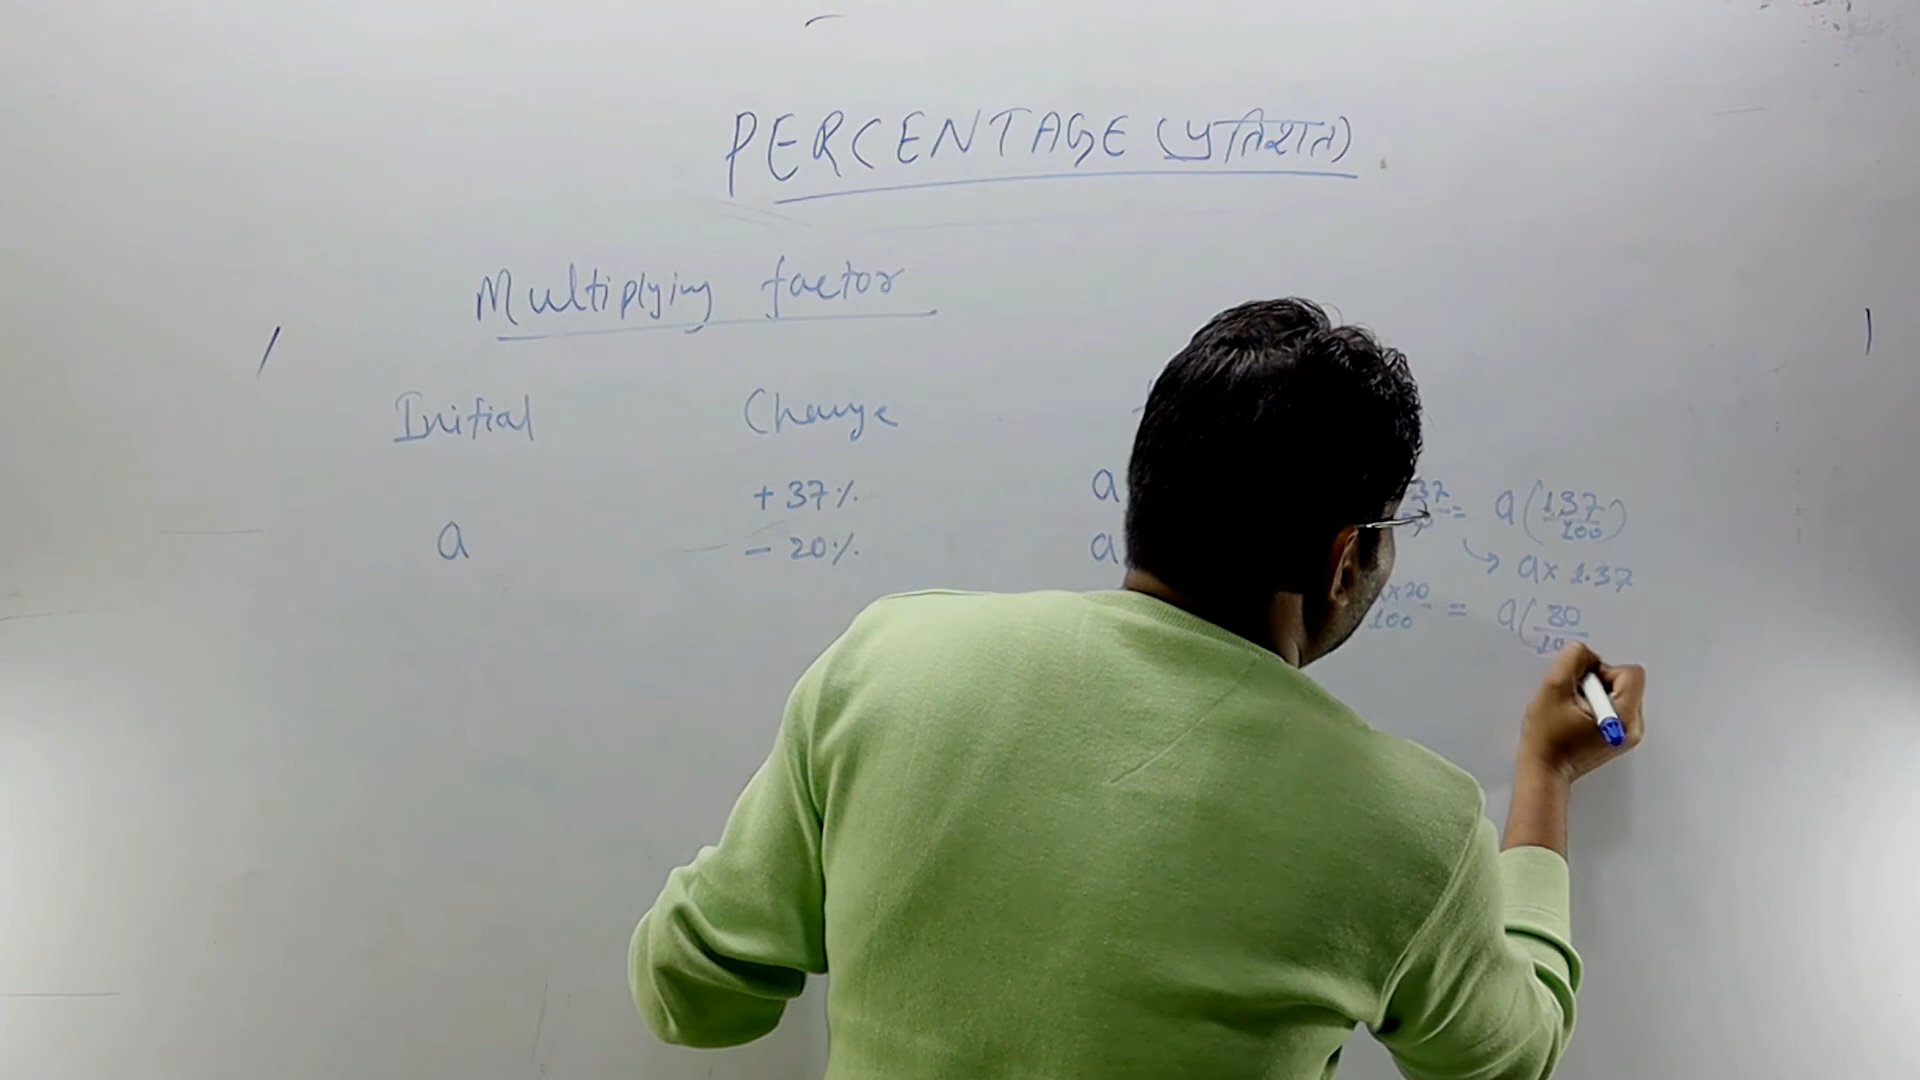 PERCENTAGE (प्रतिशत)
Multiplying factor
Initial Change
+ 37% a 37 = a(137/100)
→ a x 1.37
a - 20% a x 20/100 = a(80/10